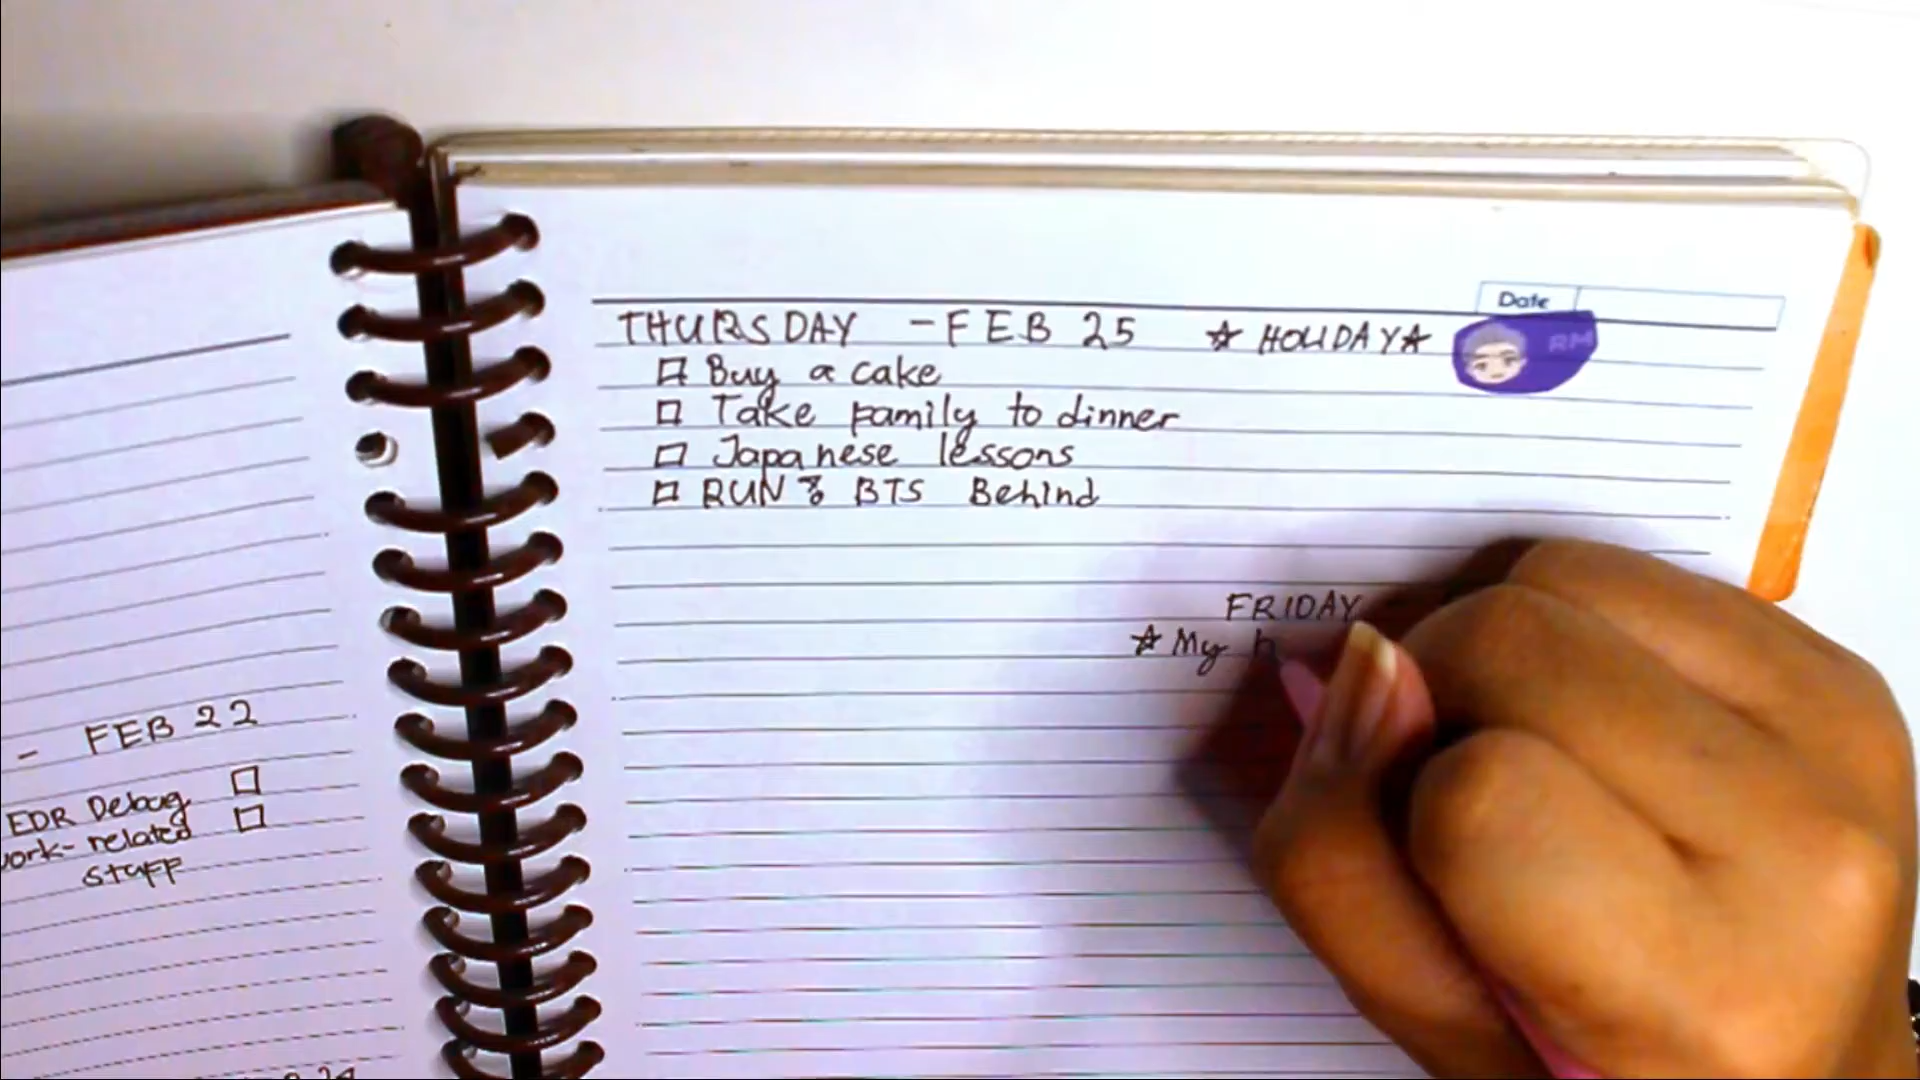 - FEB 22
EDR Debug
work-related
staff
Date
THURSDAY - FEB 25 ☆ HOLIDAY☆
RM
Buy a cake
Take family to dinner
Japanese lessons
RUN & BTS Behind
FRIDAY
☆ My